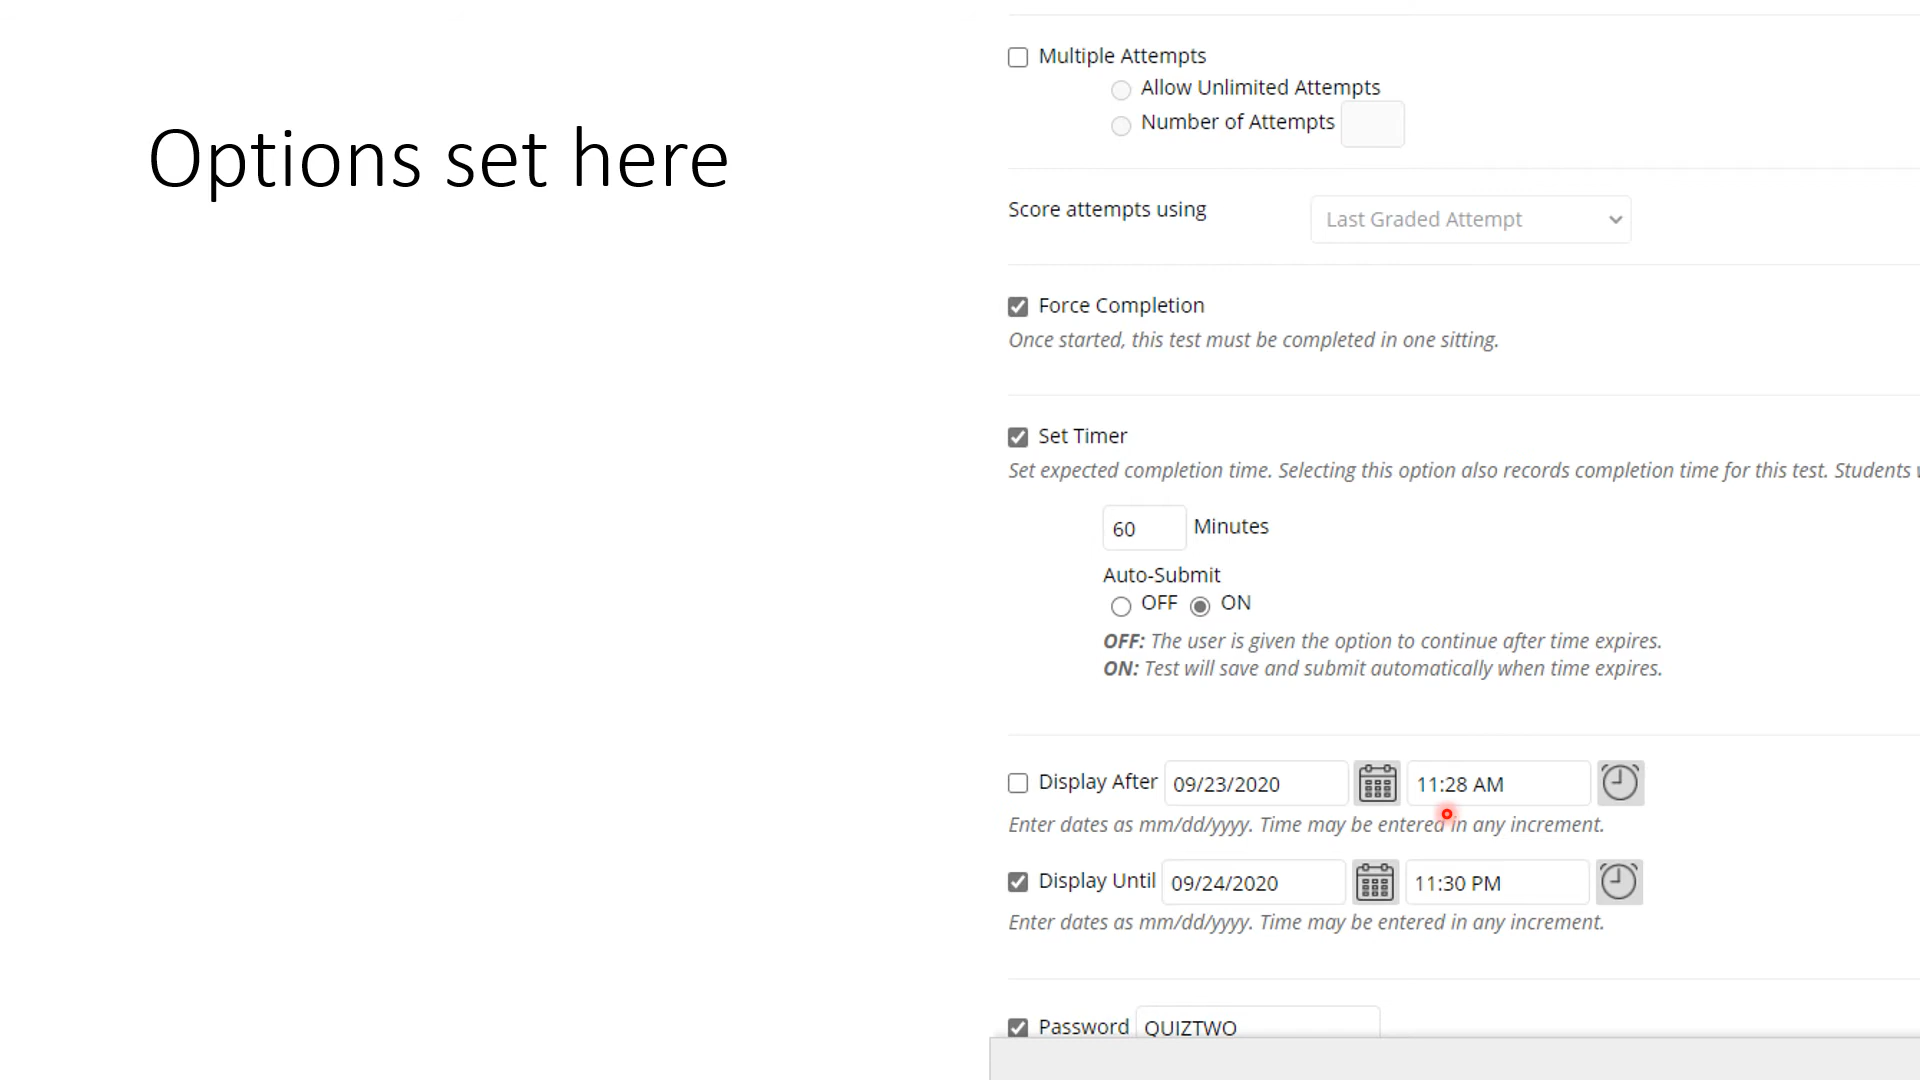 Options set here
Multiple Attempts
Allow Unlimited Attempts
Number of Attempts
Score attempts using
Last Graded Attempt
Force Completion
Once started, this test must be completed in one sitting.
Set Timer
Set expected completion time. Selecting this option also records completion time for this test. Students
60 Minutes
Auto-Submit
OFF ON
OFF: The user is given the option to continue after time expires.
ON: Test will save and submit automatically when time expires.
Display After 09/23/2020 11:28 AM
Enter dates as mm/dd/yyyy. Time may be entered in any increment.
Display Until 09/24/2020 11:30 PM
Enter dates as mm/dd/yyyy. Time may be entered in any increment.
Password QUIZTWO